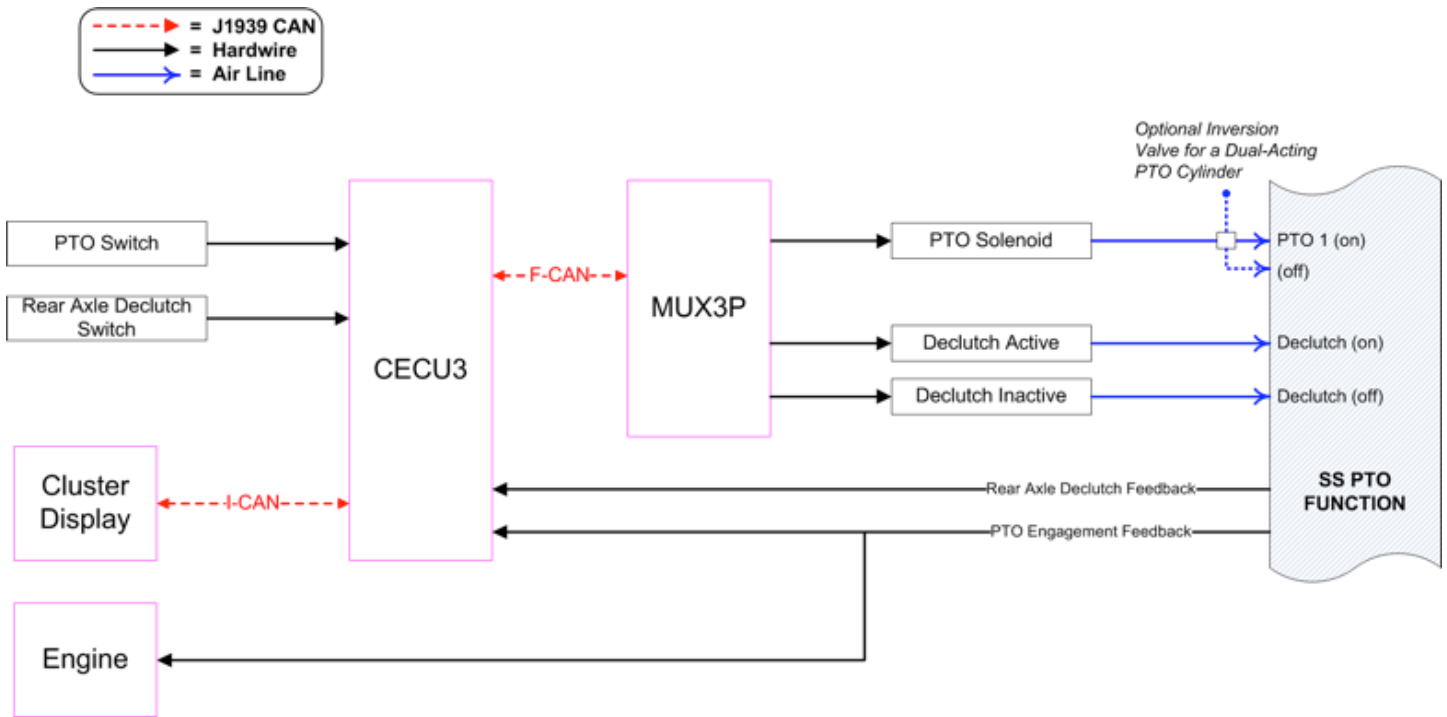 = J1939 CAN
= Hardwire
= Air Line
Optional Inversion
Valve for a Dual-Acting
PTO Cylinder
PTO Switch
Rear Axle Declutch
Switch
CECU3
F-CAN
MUX3P
PTO Solenoid
PTO 1 (on)
(off)
Declutch Active
Declutch (on)
Declutch Inactive
Declutch (off)
Cluster
Display
I-CAN
Rear Axle Declutch Feedback
PTO Engagement Feedback
SS PTO
FUNCTION
Engine